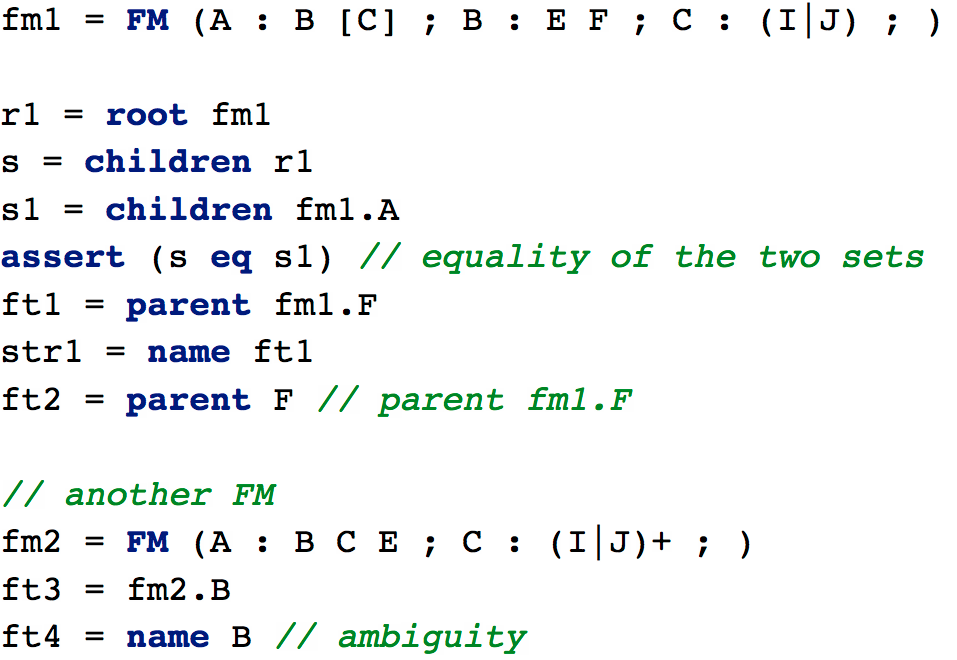 fm1 = FM (A : B [C] ; B : E F ; C : (I|J) ; )
r1 = root fm1
s = children r1
s1 = children fm1.A
assert (s eq s1) // equality of the two sets
ft1 = parent fm1.F
str1 = name ft1
ft2 = parent F // parent fm1.F
// another FM
fm2 = FM (A : B C E ; C : (I|J)+ ; )
ft3 = fm2.B
ft4 = name B // ambiguity